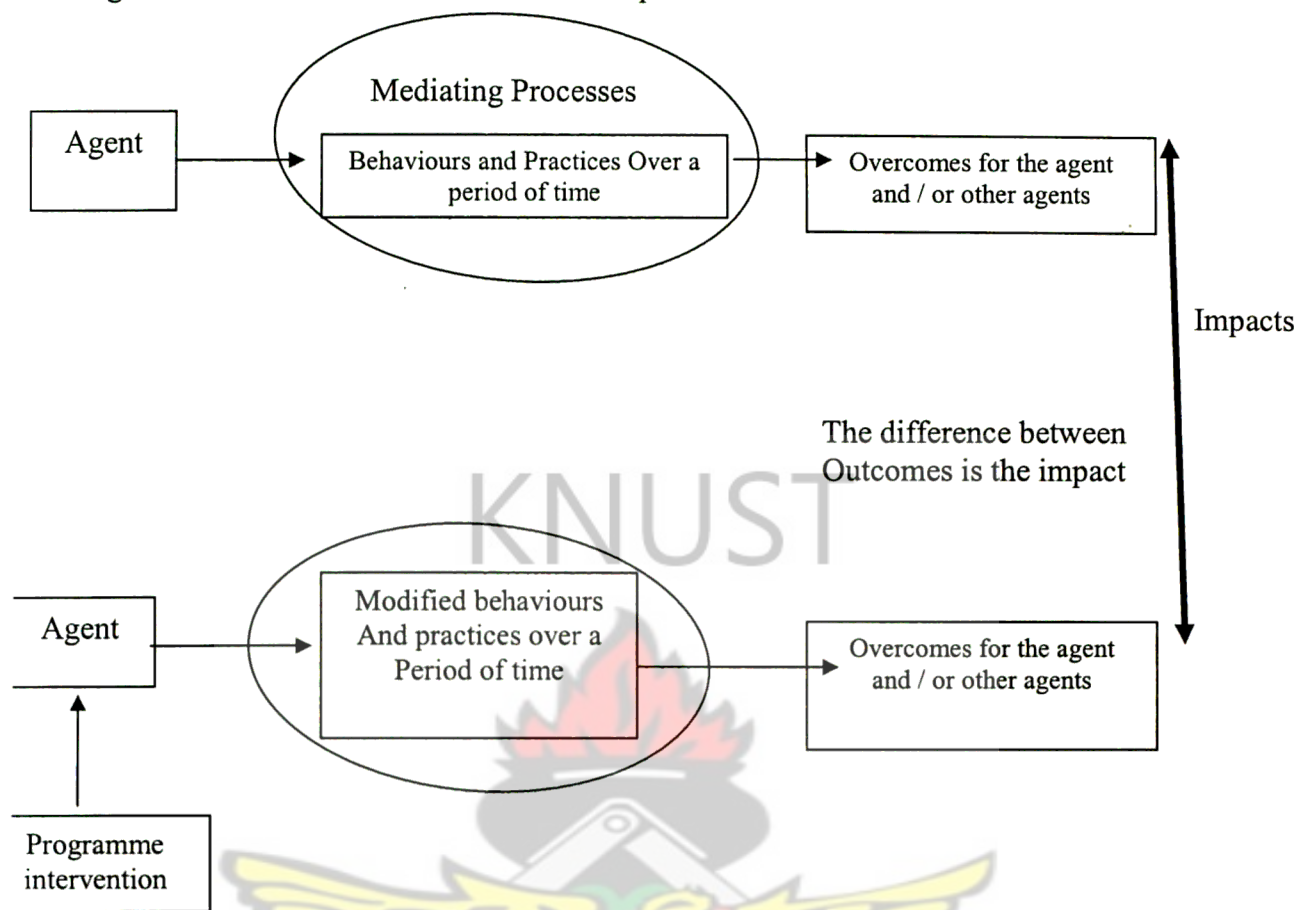 Mediating Processes
Agent
Behaviours and Practices Over a
period of time
Overcomes for the agent
and / or other agents
Impacts
The difference between
Outcomes is the impact
KNUST
Agent
Modified behaviours
And practices over a
Period of time
Overcomes for the agent
and / or other agents
Programme
intervention